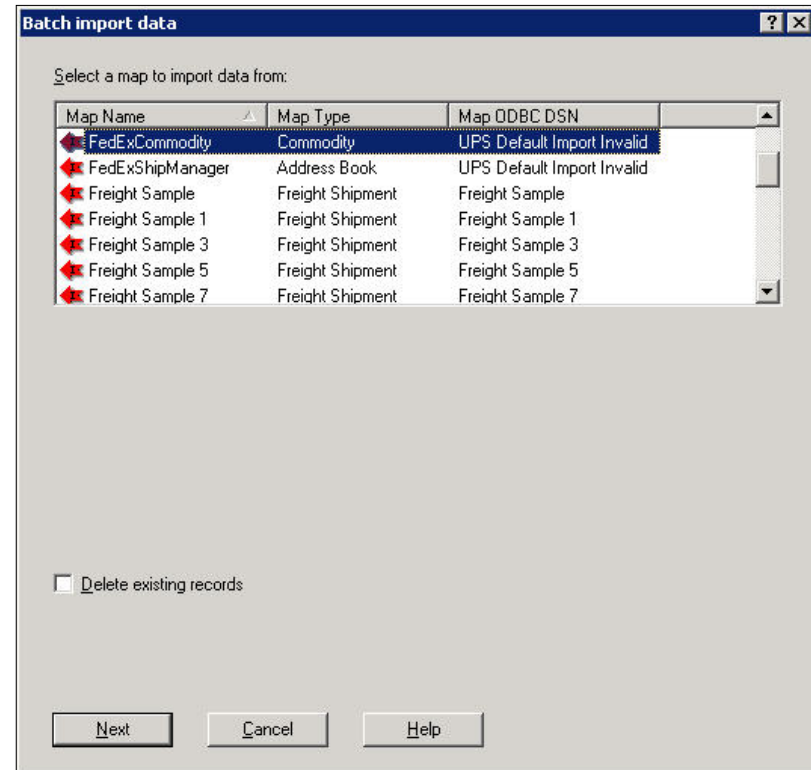 Batch import data
Select a map to import data from:
Map Name Map Type Map ODBC DSN
FedExCommodity Commodity UPS Default Import Invalid
FedExShipManager Address Book UPS Default Import Invalid
Freight Sample Freight Shipment Freight Sample
Freight Sample 1 Freight Shipment Freight Sample 1
Freight Sample 3 Freight Shipment Freight Sample 3
Freight Sample 5 Freight Shipment Freight Sample 5
Freight Sample 7 Freight Shipment Freight Sample 7
Delete existing records
Next Cancel Help